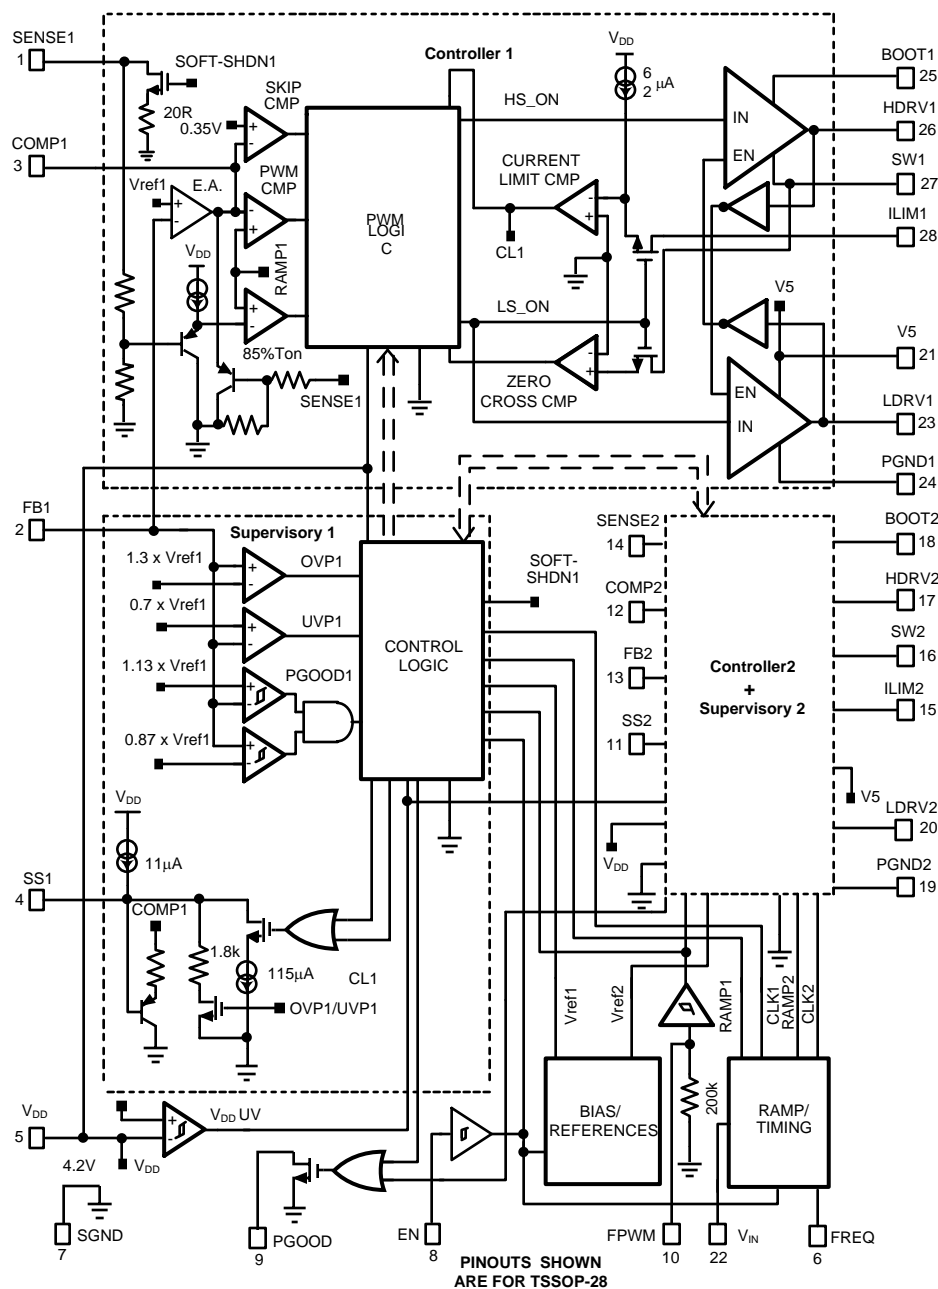 SENSE1
1
SOFT-SHDN1
20R
COMP1
3
SKIP
CMP
0.35V
Vref1
E.A.
PWM
CMP
VDD
RAMP1
85%Ton
SENSE1
Controller 1
PWM
LOGI
C
HS_ON
CURRENT
LIMIT CMP
CL1
LS_ON
ZERO
CROSS CMP
VDD
6
2
μA
IN
EN
V5
EN
IN
BOOT1
25
HDRV1
26
SW1
27
ILIM1
28
V5
21
LDRV1
23
PGND1
24
FB1
2
Supervisory 1
1.3 x Vref1
OVP1
0.7 x Vref1
UVP1
1.13 x Vref1
PGOOD1
0.87 x Vref1
CONTROL
LOGIC
SOFT-
SHDN1
SENSE2
14
COMP2
12
FB2
13
SS2
11
Controller2
+
Supervisory 2
BOOT2
18
HDRV2
17
SW2
16
ILIM2
15
V5
LDRV2
20
PGND2
19
VDD
VDD
11μA
SS1
4
COMP1
1.8k
115μA
CL1
OVP1/UVP1
Vref1
Vref2
RAMP1
CLK1
RAMP2
CLK2
200k
BIAS/
REFERENCES
RAMP/
TIMING
VDD
5
4.2V
VDD
VDD UV
SGND
7
PGOOD
9
EN
8
FPWM
10
VIN
22
FREQ
6
PINOUTS SHOWN
ARE FOR TSSOP-28